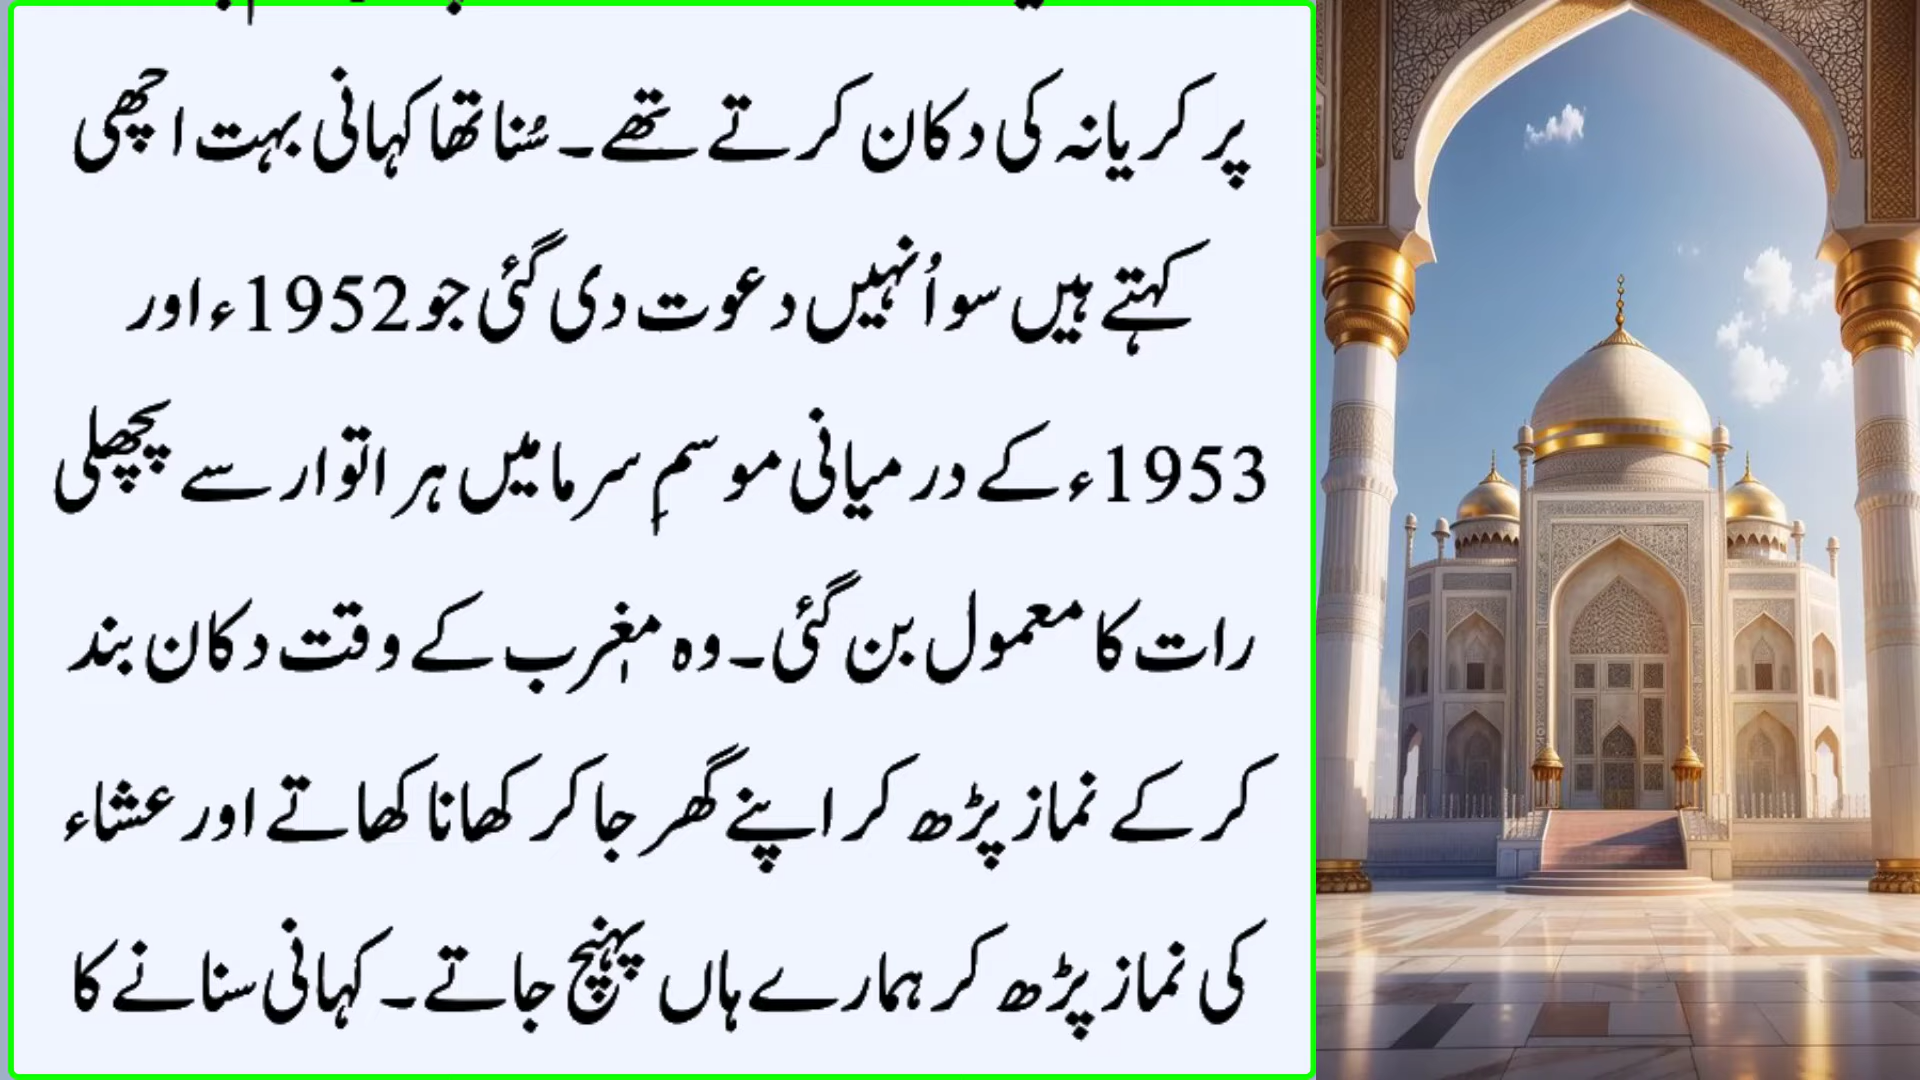 پر کریانہ کی دکان کرتے تھے۔ سُنا تھا کہانی بہت اچھی
کہتے ہیں سو اُنہیں دعوت دی گئی جو 1952ء اور
1953ء کے درمیانی موسمِ سرما میں ہر اتوار سے پچھلی
رات کا معمول بن گئی۔ وہ مغرب کے وقت دکان بند
کر کے نماز پڑھ کر اپنے گھر جا کر کھانا کھاتے اور عشاء
کی نماز پڑھ کر ہمارے ہاں پہنچ جاتے۔ کہانی سنانے کا